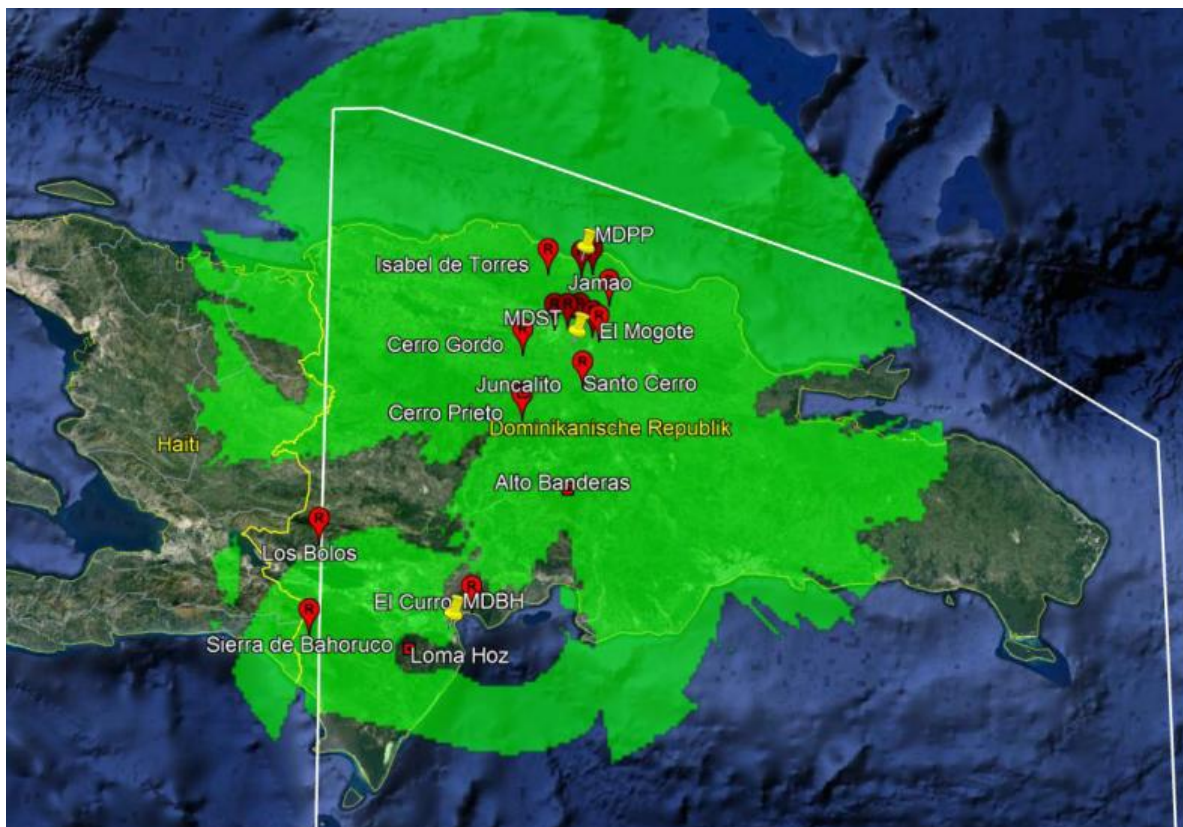 MDPP
Isabel de Torres
Jamao
MDST
El Mogote
Cerro Gordo
Juncalito
Santo Cerro
Cerro Prieto
Dominikanische Republik
Haiti
Alto Banderas
Los Bolos
El Curro
MDBH
Sierra de Bahoruco
Loma Hoz
R
R
R
R
R
R
R
R